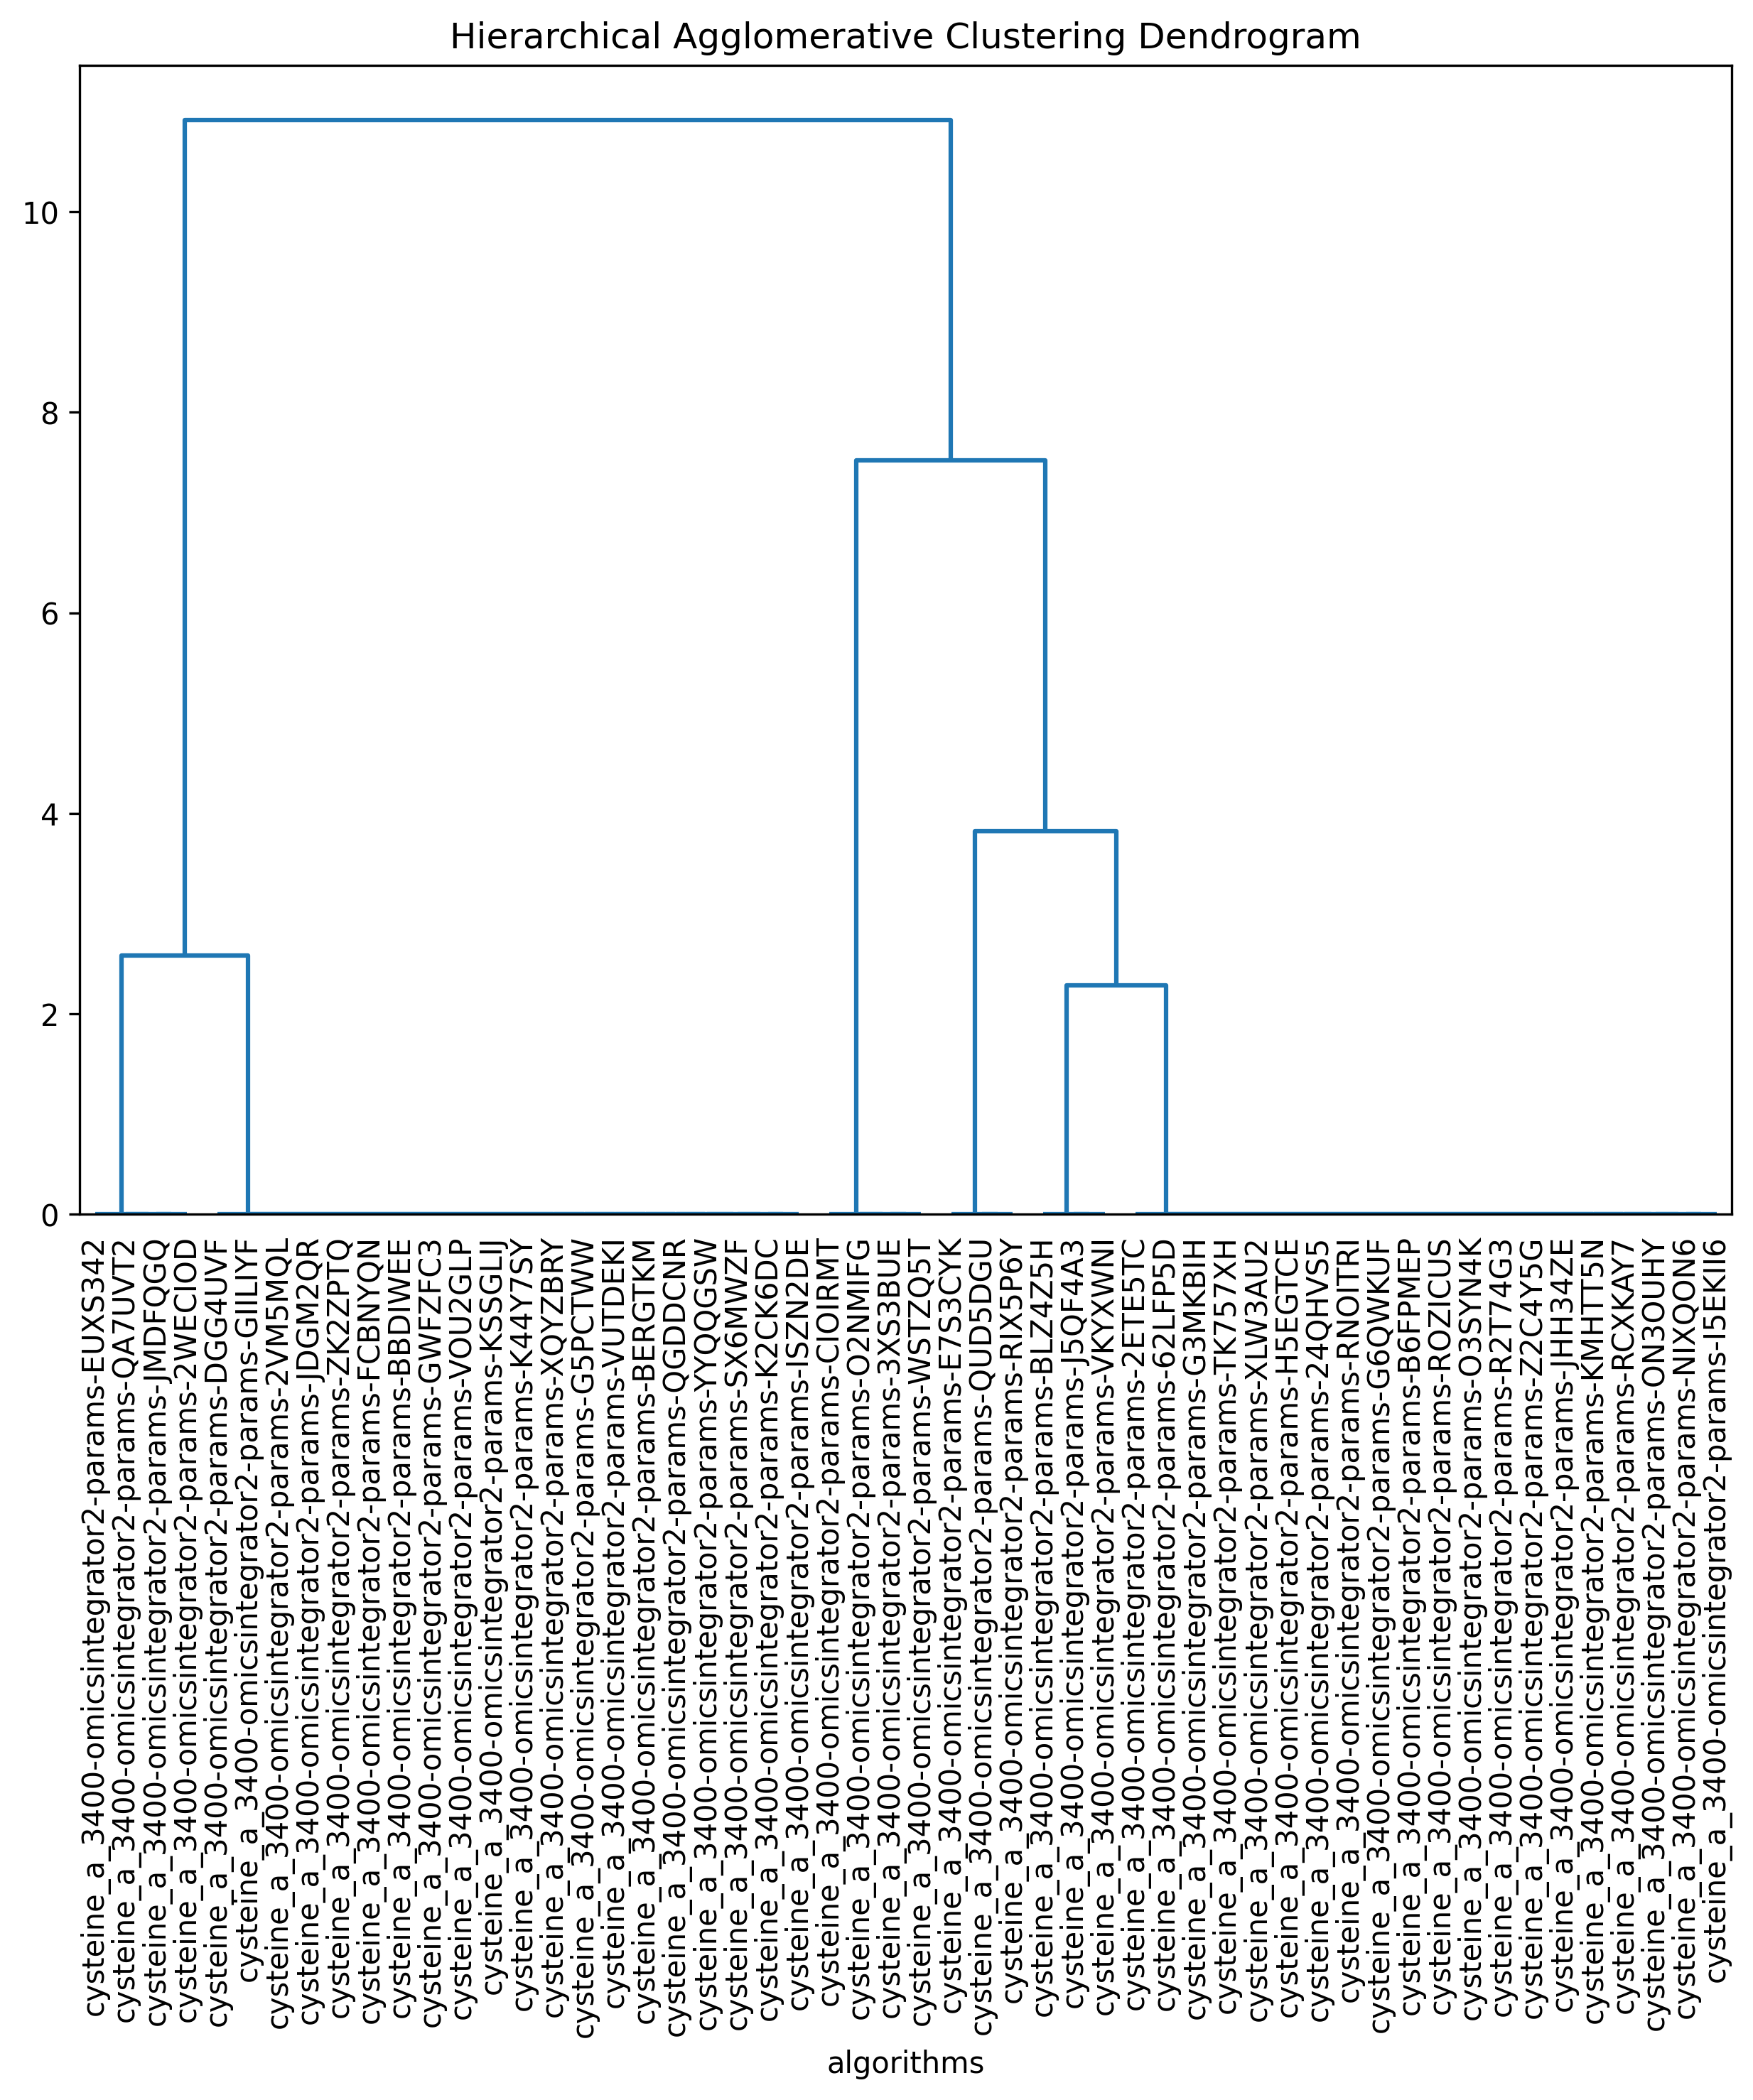 Hierarchical Agglomerative Clustering Dendrogram
10
8
6
4
2
0
cysteine_a_3400-omicsintegrator2-params-EUXS342
cysteine_a_3400-omicsintegrator2-params-QA7UVT2
cysteine_a_3400-omicsintegrator2-params-JMDFQGQ
cysteine_a_3400-omicsintegrator2-params-2WECIOD
cysteine_a_3400-omicsintegrator2-params-DGG4UVF
cysteine_a_3400-omicsintegrator2-params-GIILIYF
cysteine_a_3400-omicsintegrator2-params-2VM5MQL
cysteine_a_3400-omicsintegrator2-params-JDGM2QR
cysteine_a_3400-omicsintegrator2-params-ZK2ZPTQ
cysteine_a_3400-omicsintegrator2-params-FCBNYQN
cysteine_a_3400-omicsintegrator2-params-BBDIWEE
cysteine_a_3400-omicsintegrator2-params-GWFZFC3
cysteine_a_3400-omicsintegrator2-params-VOU2GLP
cysteine_a_3400-omicsintegrator2-params-KSSGLIJ
cysteine_a_3400-omicsintegrator2-params-K44Y7SY
cysteine_a_3400-omicsintegrator2-params-XQYZBRY
cysteine_a_3400-omicsintegrator2-params-G5PCTWW
cysteine_a_3400-omicsintegrator2-params-VUTDEKI
cysteine_a_3400-omicsintegrator2-params-BERGTKM
cysteine_a_3400-omicsintegrator2-params-QGDDCNR
cysteine_a_3400-omicsintegrator2-params-YYQQGSW
cysteine_a_3400-omicsintegrator2-params-SX6MWZF
cysteine_a_3400-omicsintegrator2-params-K2CK6DC
cysteine_a_3400-omicsintegrator2-params-ISZN2DE
cysteine_a_3400-omicsintegrator2-params-CIOIRMT
cysteine_a_3400-omicsintegrator2-params-O2NMIFG
cysteine_a_3400-omicsintegrator2-params-3XS3BUE
cysteine_a_3400-omicsintegrator2-params-WSTZQ5T
cysteine_a_3400-omicsintegrator2-params-E7S3CYK
cysteine_a_3400-omicsintegrator2-params-QUD5DGU
cysteine_a_3400-omicsintegrator2-params-RIX5P6Y
cysteine_a_3400-omicsintegrator2-params-BLZ4Z5H
cysteine_a_3400-omicsintegrator2-params-J5QF4A3
cysteine_a_3400-omicsintegrator2-params-VKYXWNI
cysteine_a_3400-omicsintegrator2-params-2ETE5TC
cysteine_a_3400-omicsintegrator2-params-62LFP5D
cysteine_a_3400-omicsintegrator2-params-G3MKBIH
cysteine_a_3400-omicsintegrator2-params-TK757XH
cysteine_a_3400-omicsintegrator2-params-XLW3AU2
cysteine_a_3400-omicsintegrator2-params-H5EGTCE
cysteine_a_3400-omicsintegrator2-params-24QHVS5
cysteine_a_3400-omicsintegrator2-params-RNOITRI
cysteine_a_3400-omicsintegrator2-params-G6QWKUF
cysteine_a_3400-omicsintegrator2-params-B6FPMEP
cysteine_a_3400-omicsintegrator2-params-ROZICUS
cysteine_a_3400-omicsintegrator2-params-O3SYN4K
cysteine_a_3400-omicsintegrator2-params-R2T74G3
cysteine_a_3400-omicsintegrator2-params-Z2C4Y5G
cysteine_a_3400-omicsintegrator2-params-JHH34ZE
cysteine_a_3400-omicsintegrator2-params-KMHTT5N
cysteine_a_3400-omicsintegrator2-params-RCXKAY7
cysteine_a_3400-omicsintegrator2-params-ON3OUHY
cysteine_a_3400-omicsintegrator2-params-NIXQON6
cysteine_a_3400-omicsintegrator2-params-I5EKII6
algorithms